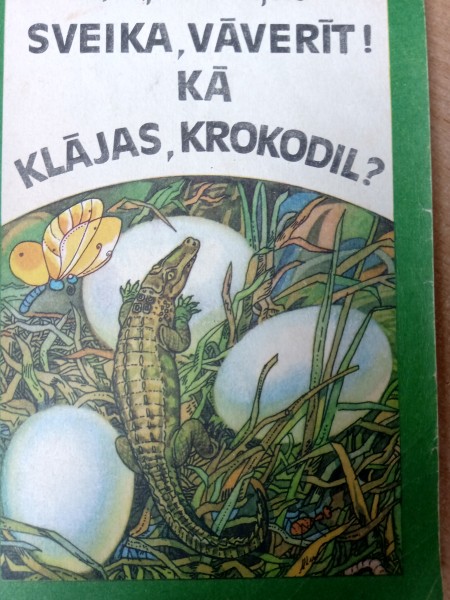 SVEIKA, VĀVERĪT!
KĀ
KLĀJAS, KROKODIL?